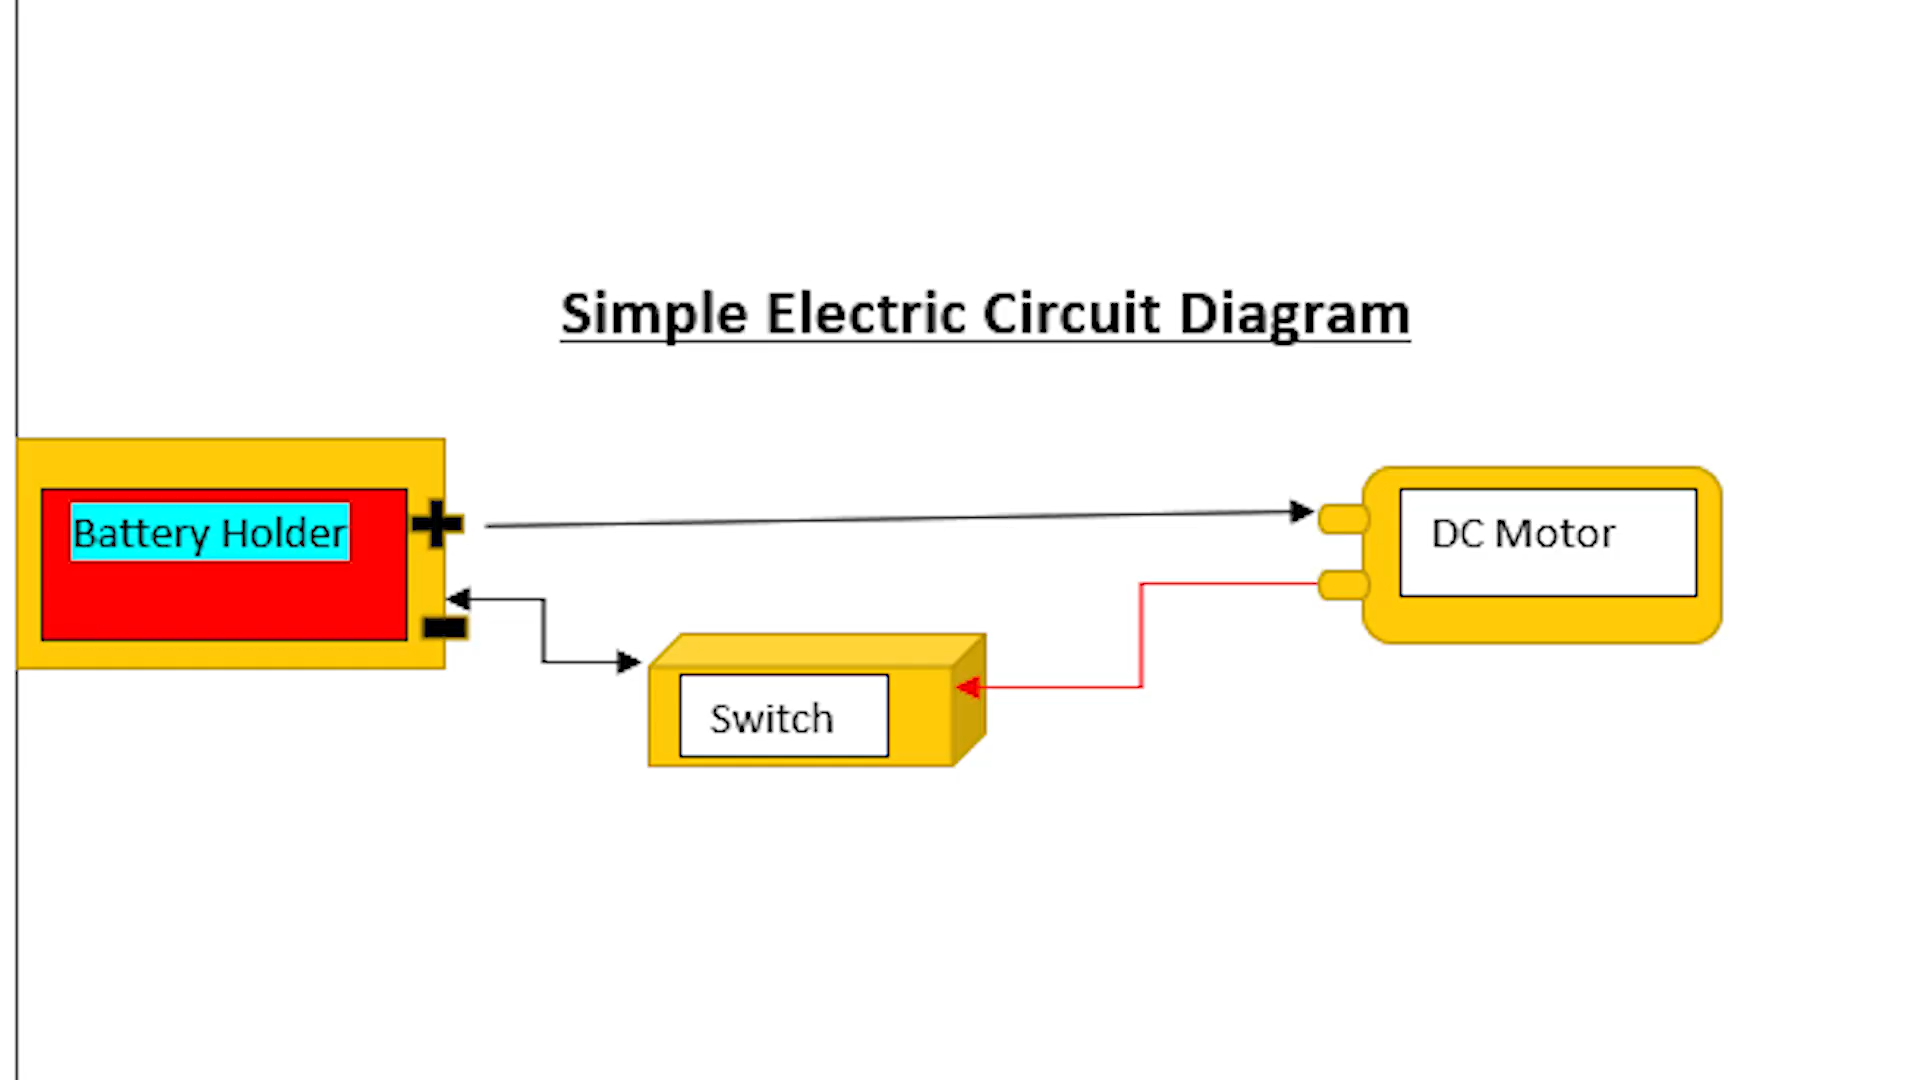 Simple Electric Circuit Diagram
Battery Holder
DC Motor
Switch